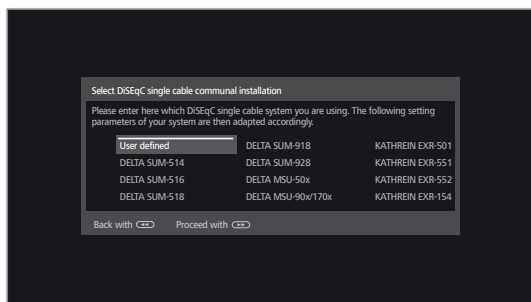 Select DiSEqC single cable communal installation
Please enter here which DiSEqC single cable system you are using. The following setting
parameters of your system are then adapted accordingly.
User defined DELTA SUM-918 KATHREIN EXR-501
DELTA SUM-514 DELTA SUM-928 KATHREIN EXR-551
DELTA SUM-516 DELTA MSU-50x KATHREIN EXR-552
DELTA SUM-518 DELTA MSU-90x/170x KATHREIN EXR-154
Back with Proceed with